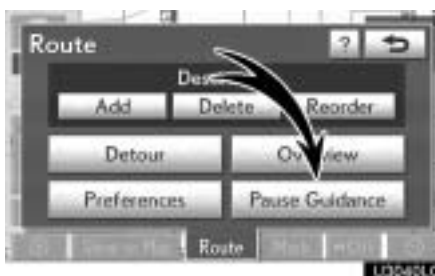 Route ?
Add Delete Reorder
Detour
Preferences Pause Guidance
Route